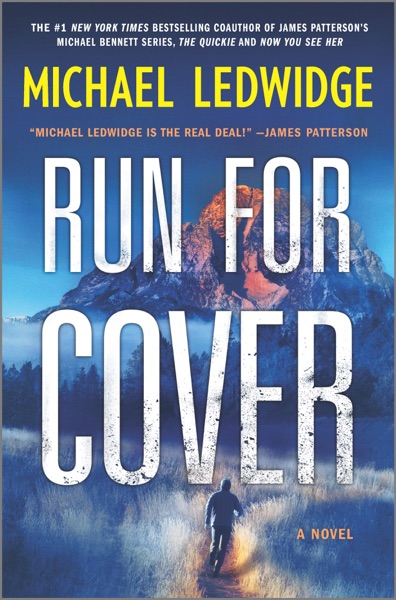 THE #1 NEW YORK TIMES BESTSELLING COAUTHOR OF JAMES PATTERSON'S
MICHAEL BENNETT SERIES, THE QUICKIE AND NOW YOU SEE HER
MICHAEL LEDWIDGE
"MICHAEL LEDWIDGE IS THE REAL DEAL!" —JAMES PATTERSON
RUN FOR
COVER
A NOVEL